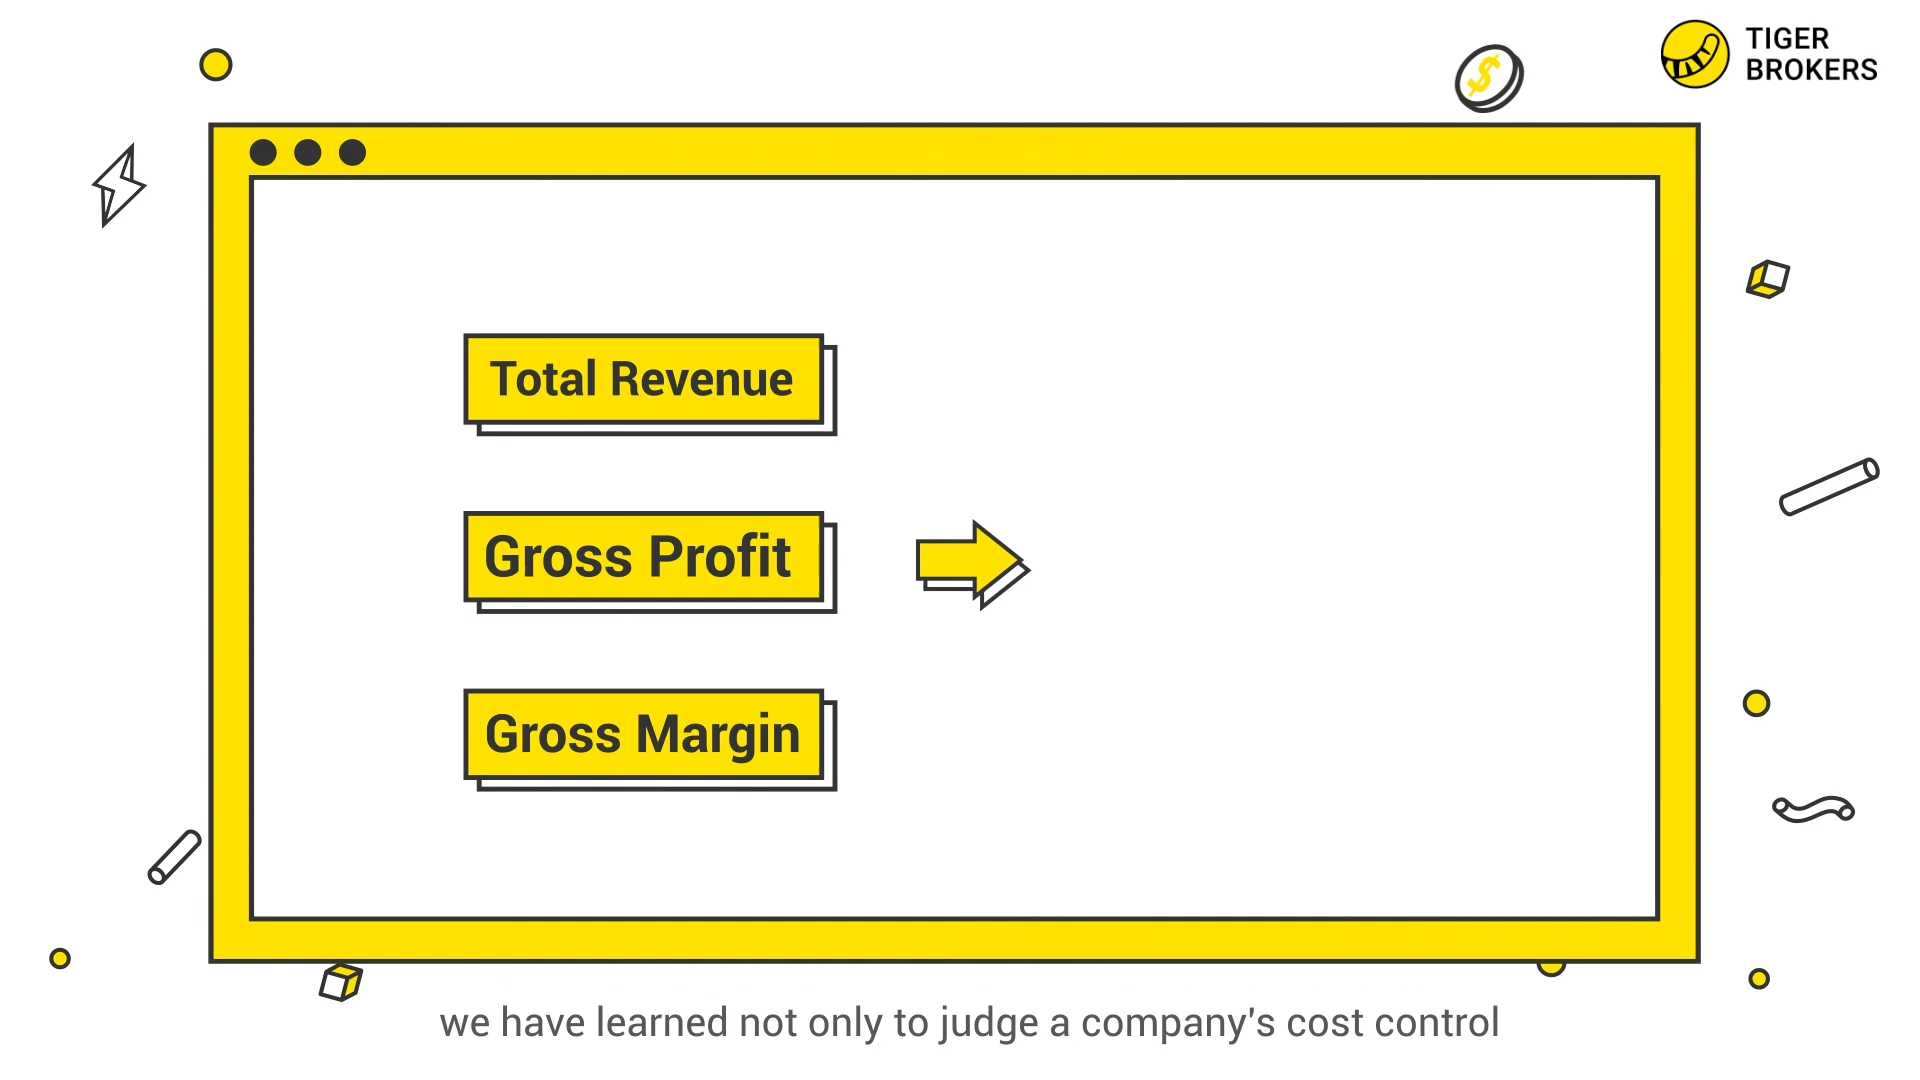 TIGER
BROKERS
$
Total Revenue
Gross Profit
Gross Margin
we have learned not only to judge a company's cost control